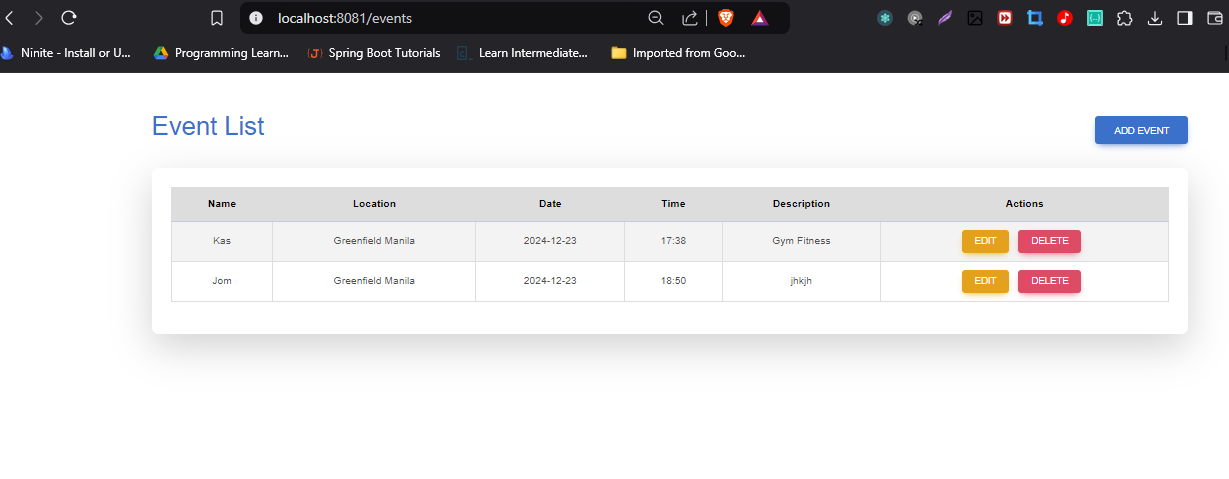 localhost:8081/events
Ninite - Install or U... Programming Learn... Spring Boot Tutorials Learn Intermediate... Imported from Goo...
Event List
ADD EVENT
Name Location Date Time Description Actions
Kas Greenfield Manila 2024-12-23 17:38 Gym Fitness EDIT DELETE
Jom Greenfield Manila 2024-12-23 18:50 jhkjh EDIT DELETE